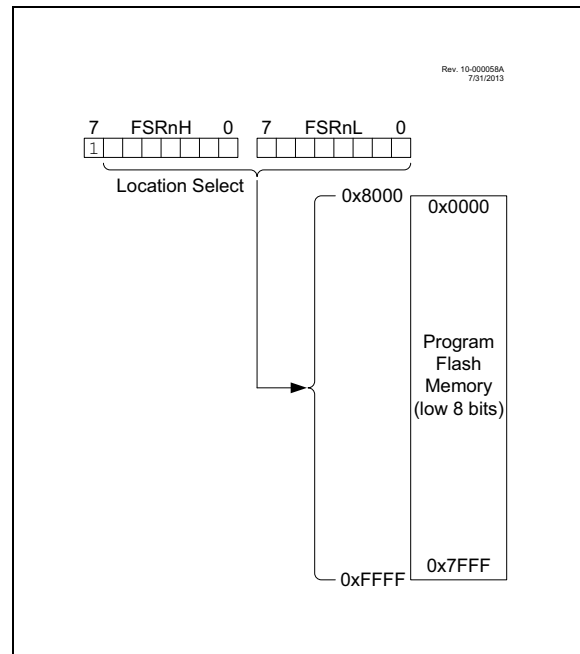 Rev. 10-000058A
7/31/2013
7 FSRnH 0 7 FSRnL 0
1
Location Select
0x8000 0x0000
Program
Flash
Memory
(low 8 bits)
0x7FFF
0xFFFF